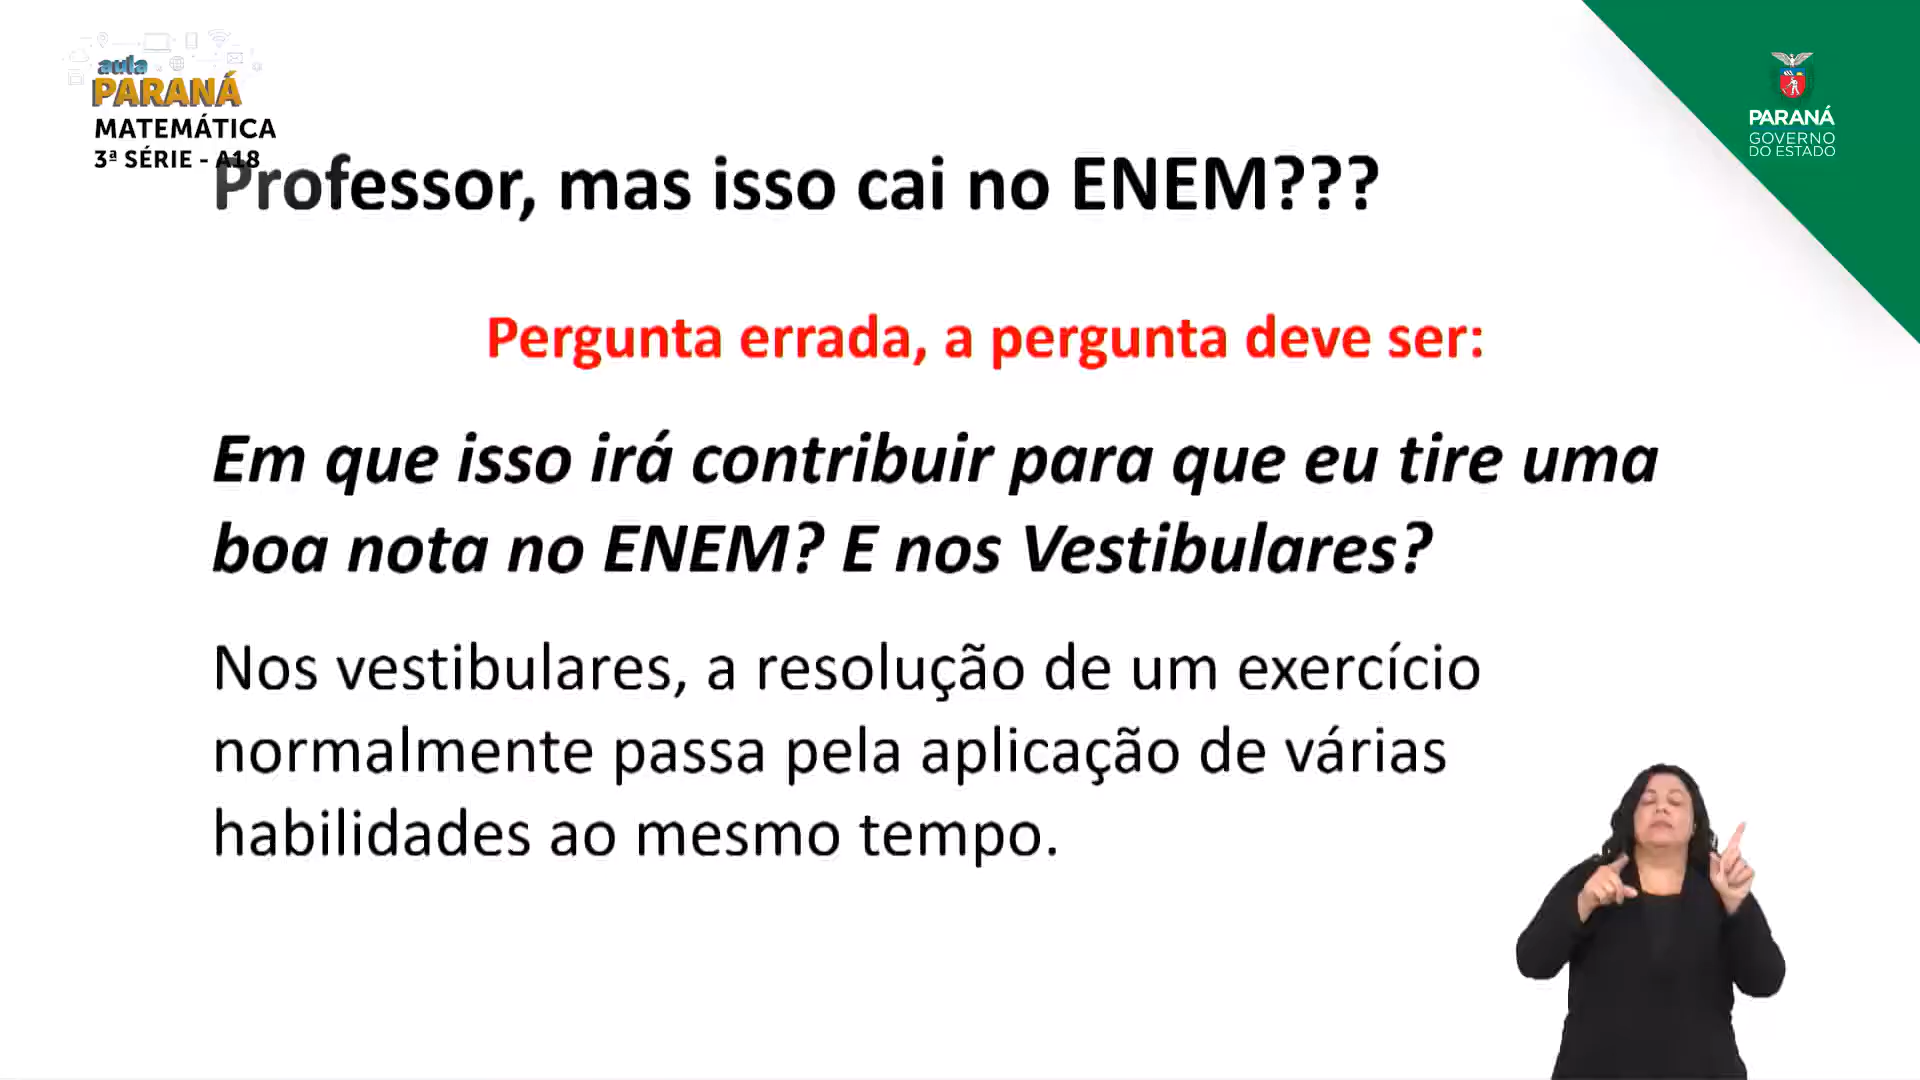 aula
PARANÁ
MATEMÁTICA
3ª SÉRIE - A18
PARANÁ
GOVERNO
DO ESTADO
Professor, mas isso cai no ENEM???
Pergunta errada, a pergunta deve ser:
Em que isso irá contribuir para que eu tire uma
boa nota no ENEM? E nos Vestibulares?
Nos vestibulares, a resolução de um exercício
normalmente passa pela aplicação de várias
habilidades ao mesmo tempo.